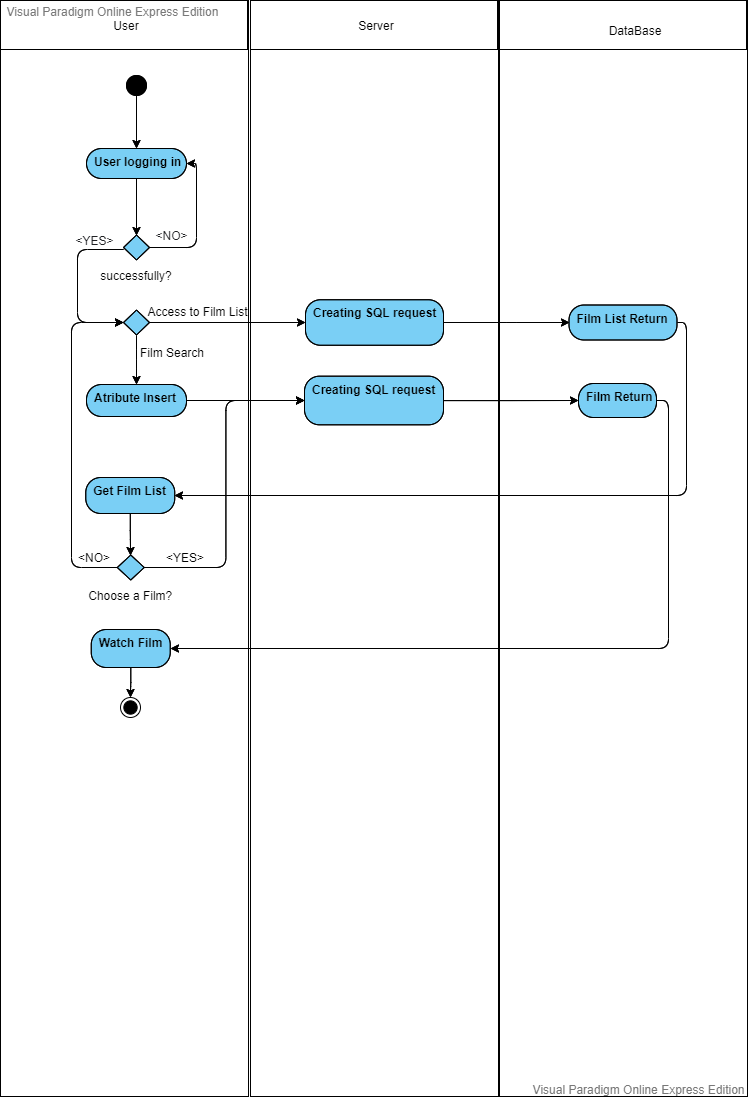 Visual Paradigm Online Express Edition
User
Server
DataBase
User logging in
<YES>
<NO>
successfully?
Access to Film List
Creating SQL request
Film List Return
Film Search
Atribute Insert
Creating SQL request
Film Return
Get Film List
<NO>
<YES>
Choose a Film?
Watch Film
Visual Paradigm Online Express Edition